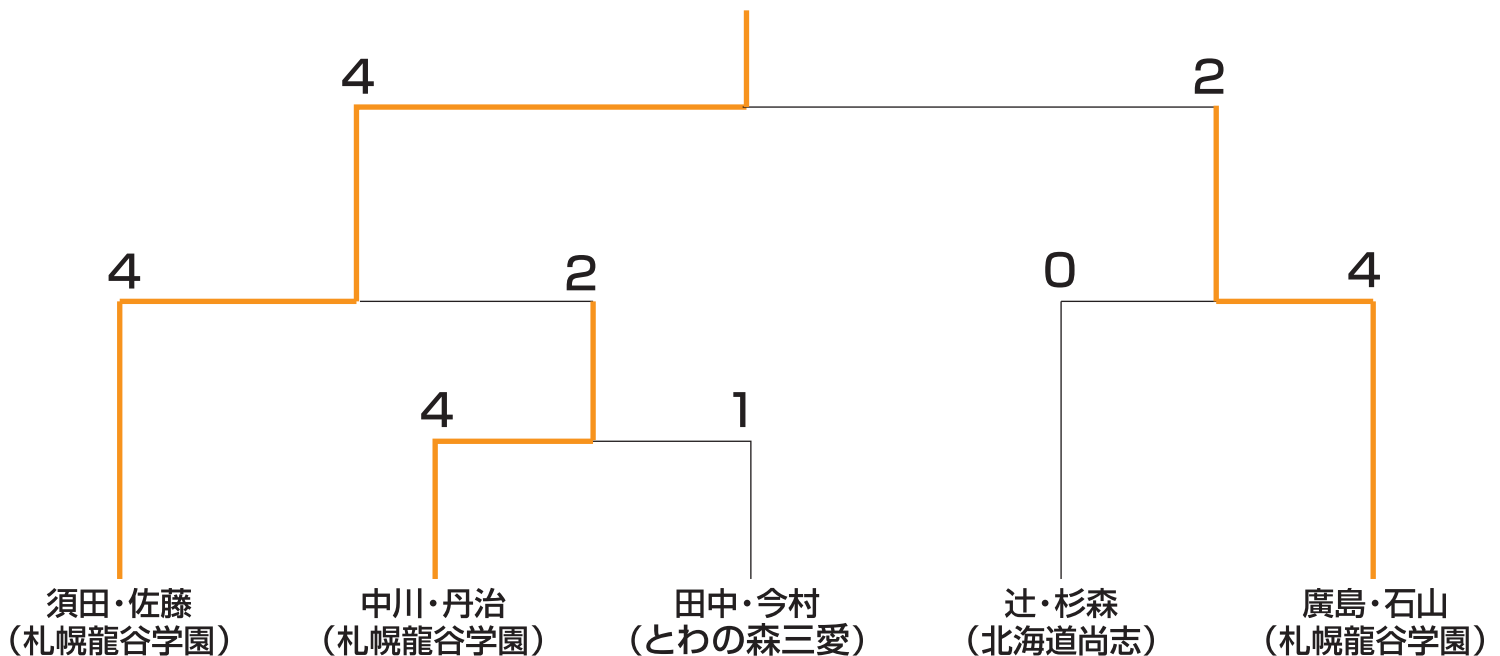 4
2
4
2
0
4
4
1
須田・佐藤
（札幌龍谷学園）
中川・丹治
（札幌龍谷学園）
田中・今村
（とわの森三愛）
辻・杉森
（北海道尚志）
廣島・石山
（札幌龍谷学園）